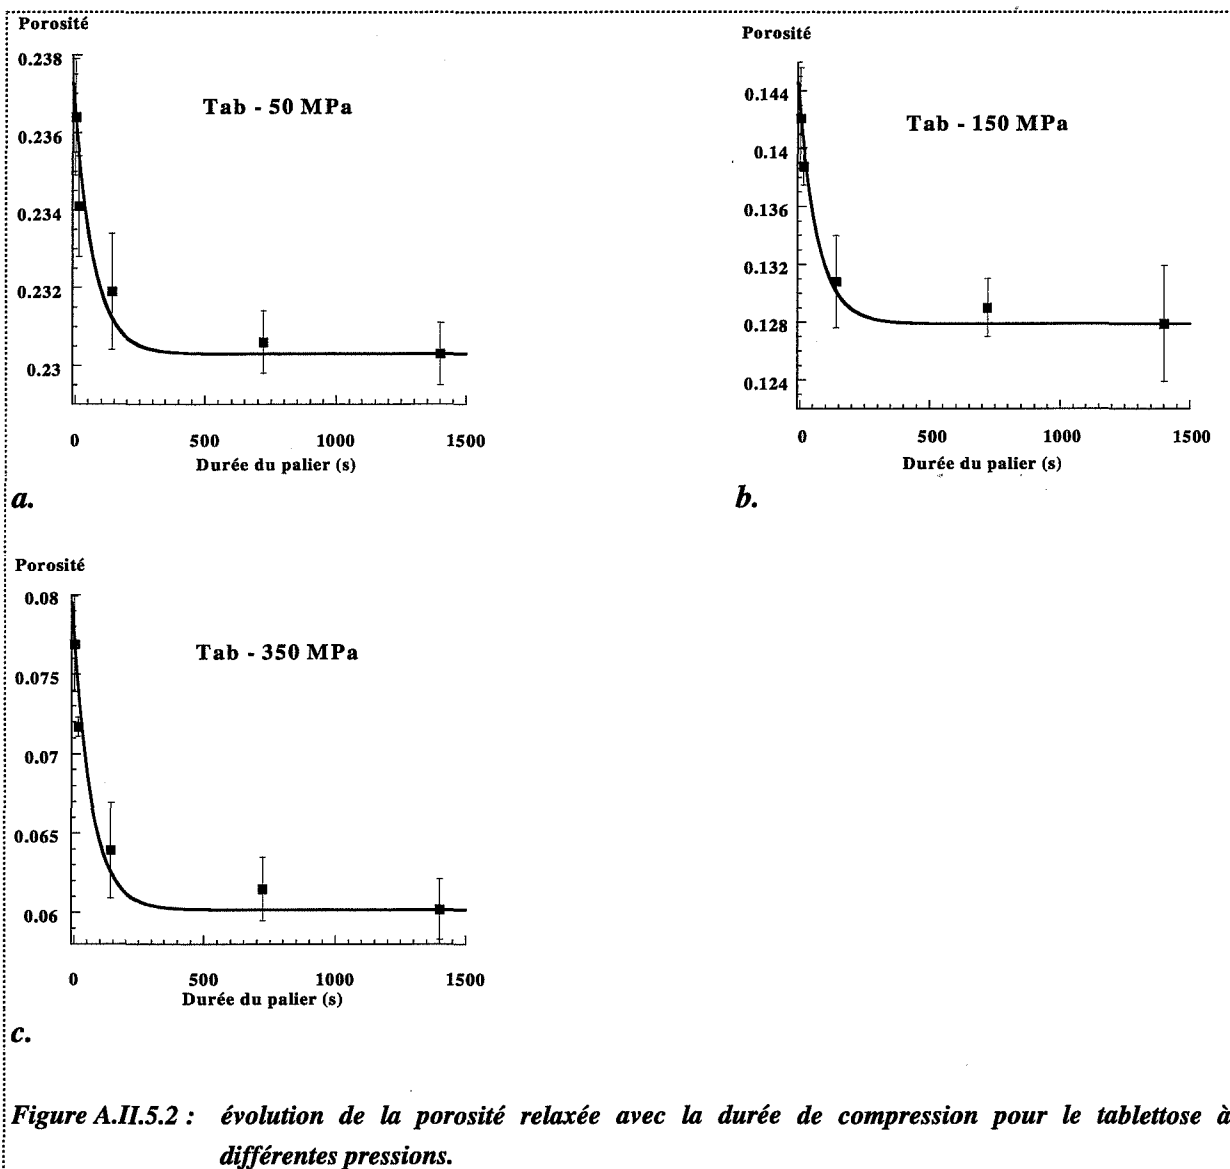 Porosité
0.238
0.236
0.234
0.232
0.23
Tab - 50 MPa
0 500 1000 1500
Durée du palier (s)
a.
Porosité
0.144
0.14
0.136
0.132
0.128
0.124
Tab - 150 MPa
0 500 1000 1500
Durée du palier (s)
b.
Porosité
0.08
0.075
0.07
0.065
0.06
Tab - 350 MPa
0 500 1000 1500
Durée du palier (s)
c.
Figure A.II.5.2 : évolution de la porosité relaxée avec la durée de compression pour le tablettose à
différentes pressions.